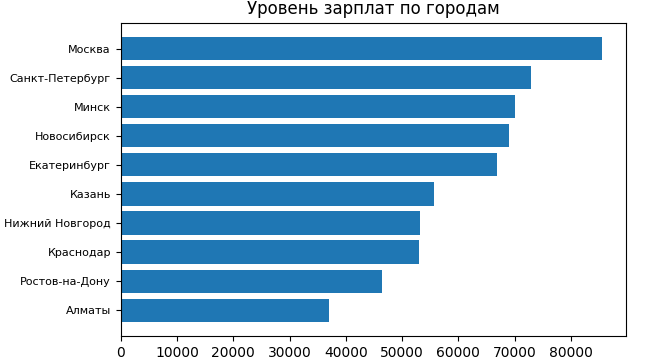 Уровень зарплат по городам
Москва
Санкт-Петербург
Минск
Новосибирск
Екатеринбург
Казань
Нижний Новгород
Краснодар
Ростов-на-Дону
Алматы
0 10000 20000 30000 40000 50000 60000 70000 80000